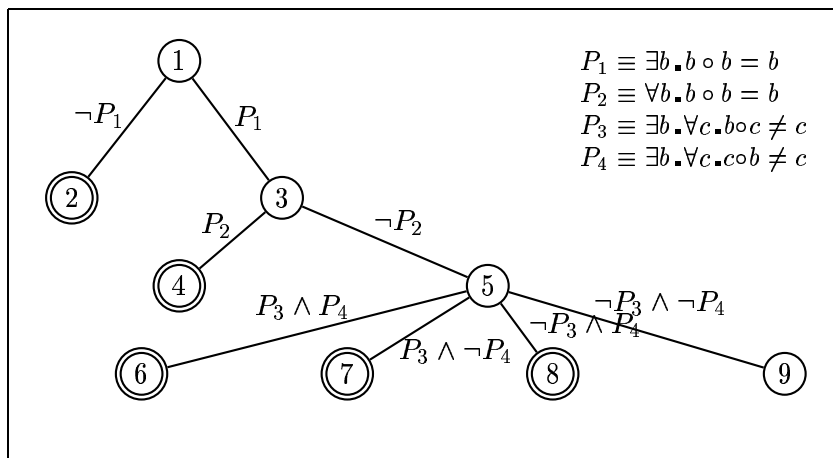 1
P₁ ≡ ∃b.b ∘ b = b
P₂ ≡ ∀b.b ∘ b = b
P₃ ≡ ∃b.∀c.b∘c ≠ c
P₄ ≡ ∃b.∀c.c∘b ≠ c
¬P₁
P₁
2
3
P₂
¬P₂
4
5
P₃ ∧ P₄
¬P₃ ∧ ¬P₄
¬P₃ ∧ P₄
P₃ ∧ ¬P₄
6
7
8
9